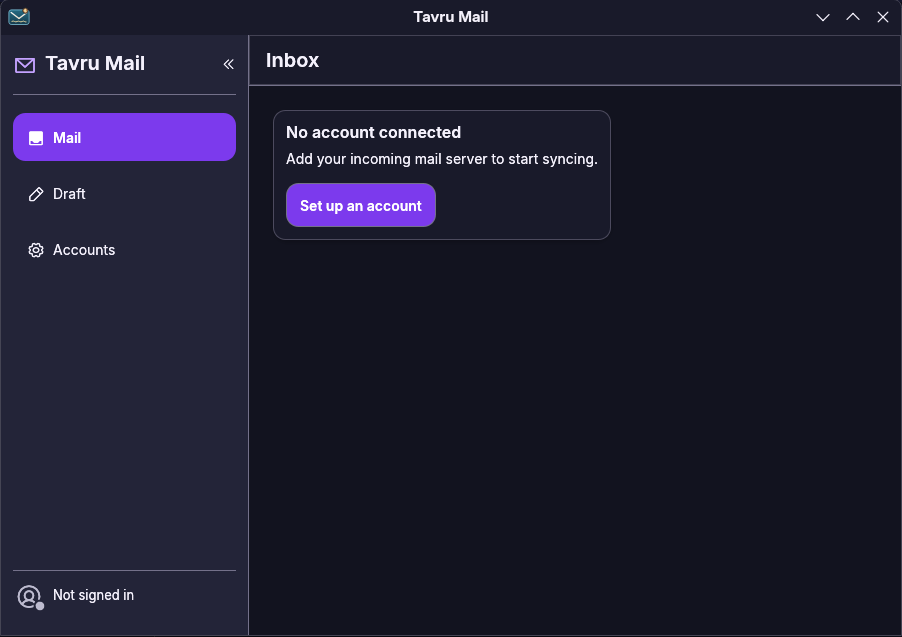 Tavru Mail
Tavru Mail
Mail
Draft
Accounts
Not signed in
Inbox
No account connected
Add your incoming mail server to start syncing.
Set up an account